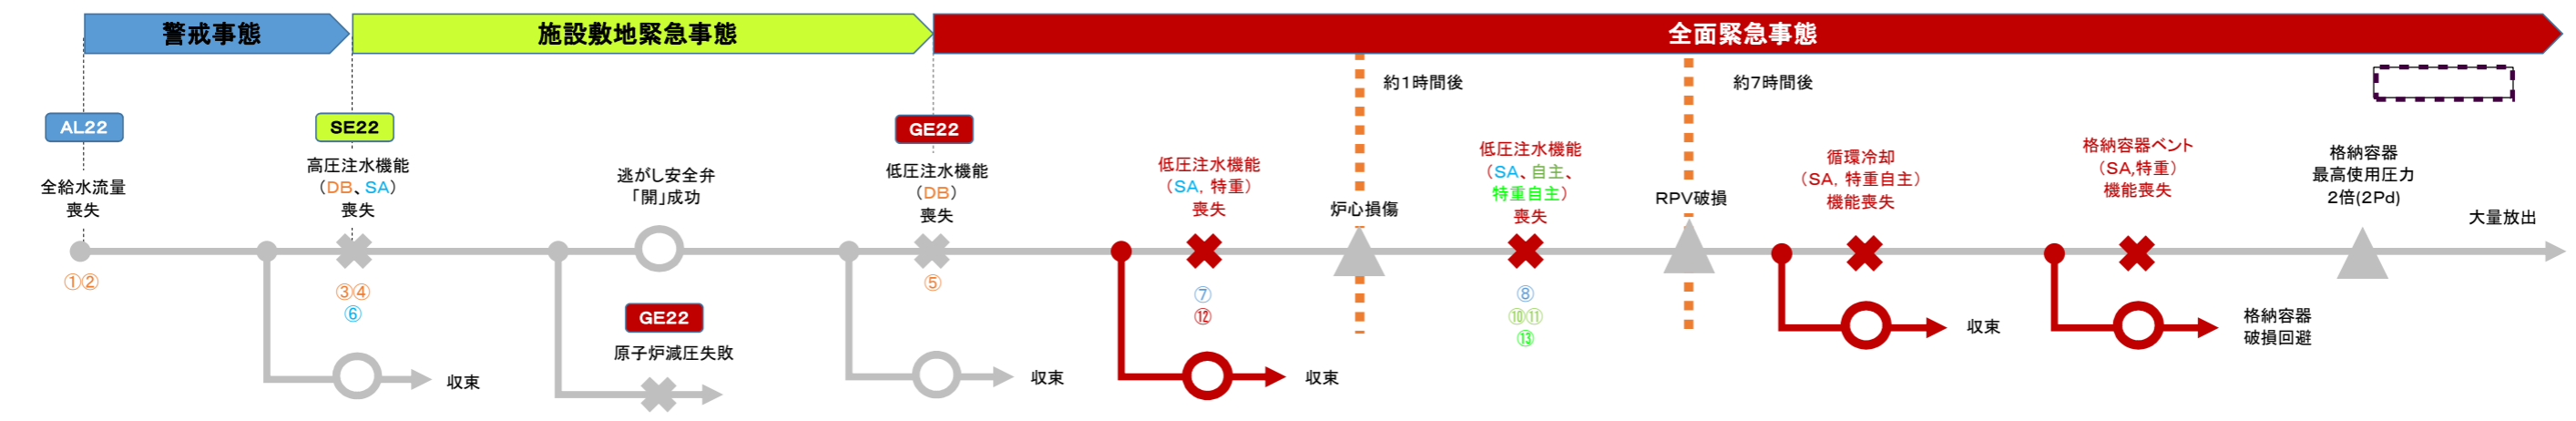 警戒事態
施設敷地緊急事態
全面緊急事態
約1時間後
約7時間後
AL22
全給水流量
喪失
①②
SE22
高圧注水機能
（DB、SA）
喪失
③④
⑥
収束
逃がし安全弁
「開」成功
GE22
原子炉減圧失敗
GE22
低圧注水機能
（DB）
喪失
⑤
収束
低圧注水機能
（SA，特重）
喪失
⑦
⑫
収束
炉心損傷
低圧注水機能
（SA、自主、
特重自主）
喪失
⑧
⑩⑪
⑬
RPV破損
循環冷却
（SA，特重自主）
機能喪失
収束
格納容器ベント
（SA,特重）
機能喪失
格納容器
破損回避
格納容器
最高使用圧力
2倍(2Pd)
大量放出